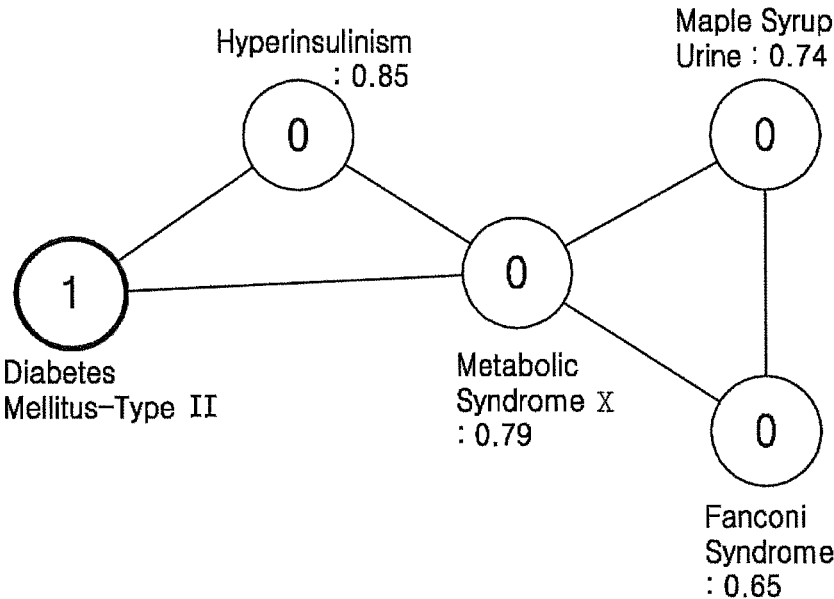 Hyperinsulinism
: 0.85
0
Maple Syrup
Urine : 0.74
0
1
Diabetes
Mellitus-Type II
0
Metabolic
Syndrome X
: 0.79
0
Fanconi
Syndrome
: 0.65